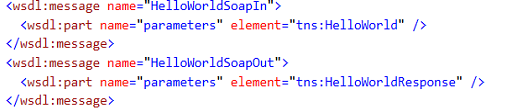 <wsdl:message name="HelloWorldSoapIn">
<wsdl:part name="parameters" element="tns:HelloWorld" />
</wsdl:message>
<wsdl:message name="HelloWorldSoapOut">
<wsdl:part name="parameters" element="tns:HelloWorldResponse" />
</wsdl:message>